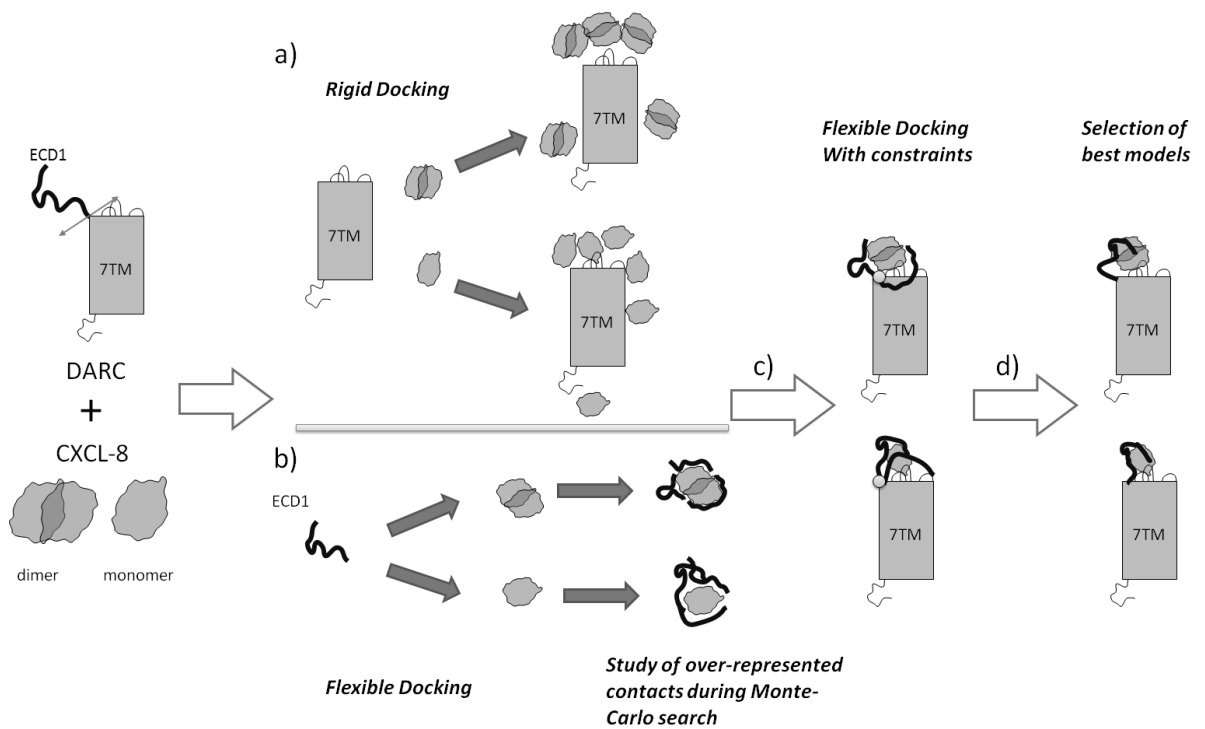 ECD1
7TM
DARC
+
CXCL-8
dimer
monomer
a)
Rigid Docking
7TM
7TM
7TM
b)
ECD1
Flexible Docking
Study of over-represented
contacts during Monte-
Carlo search
c)
Flexible Docking
With constraints
7TM
7TM
d)
Selection of
best models
7TM
7TM